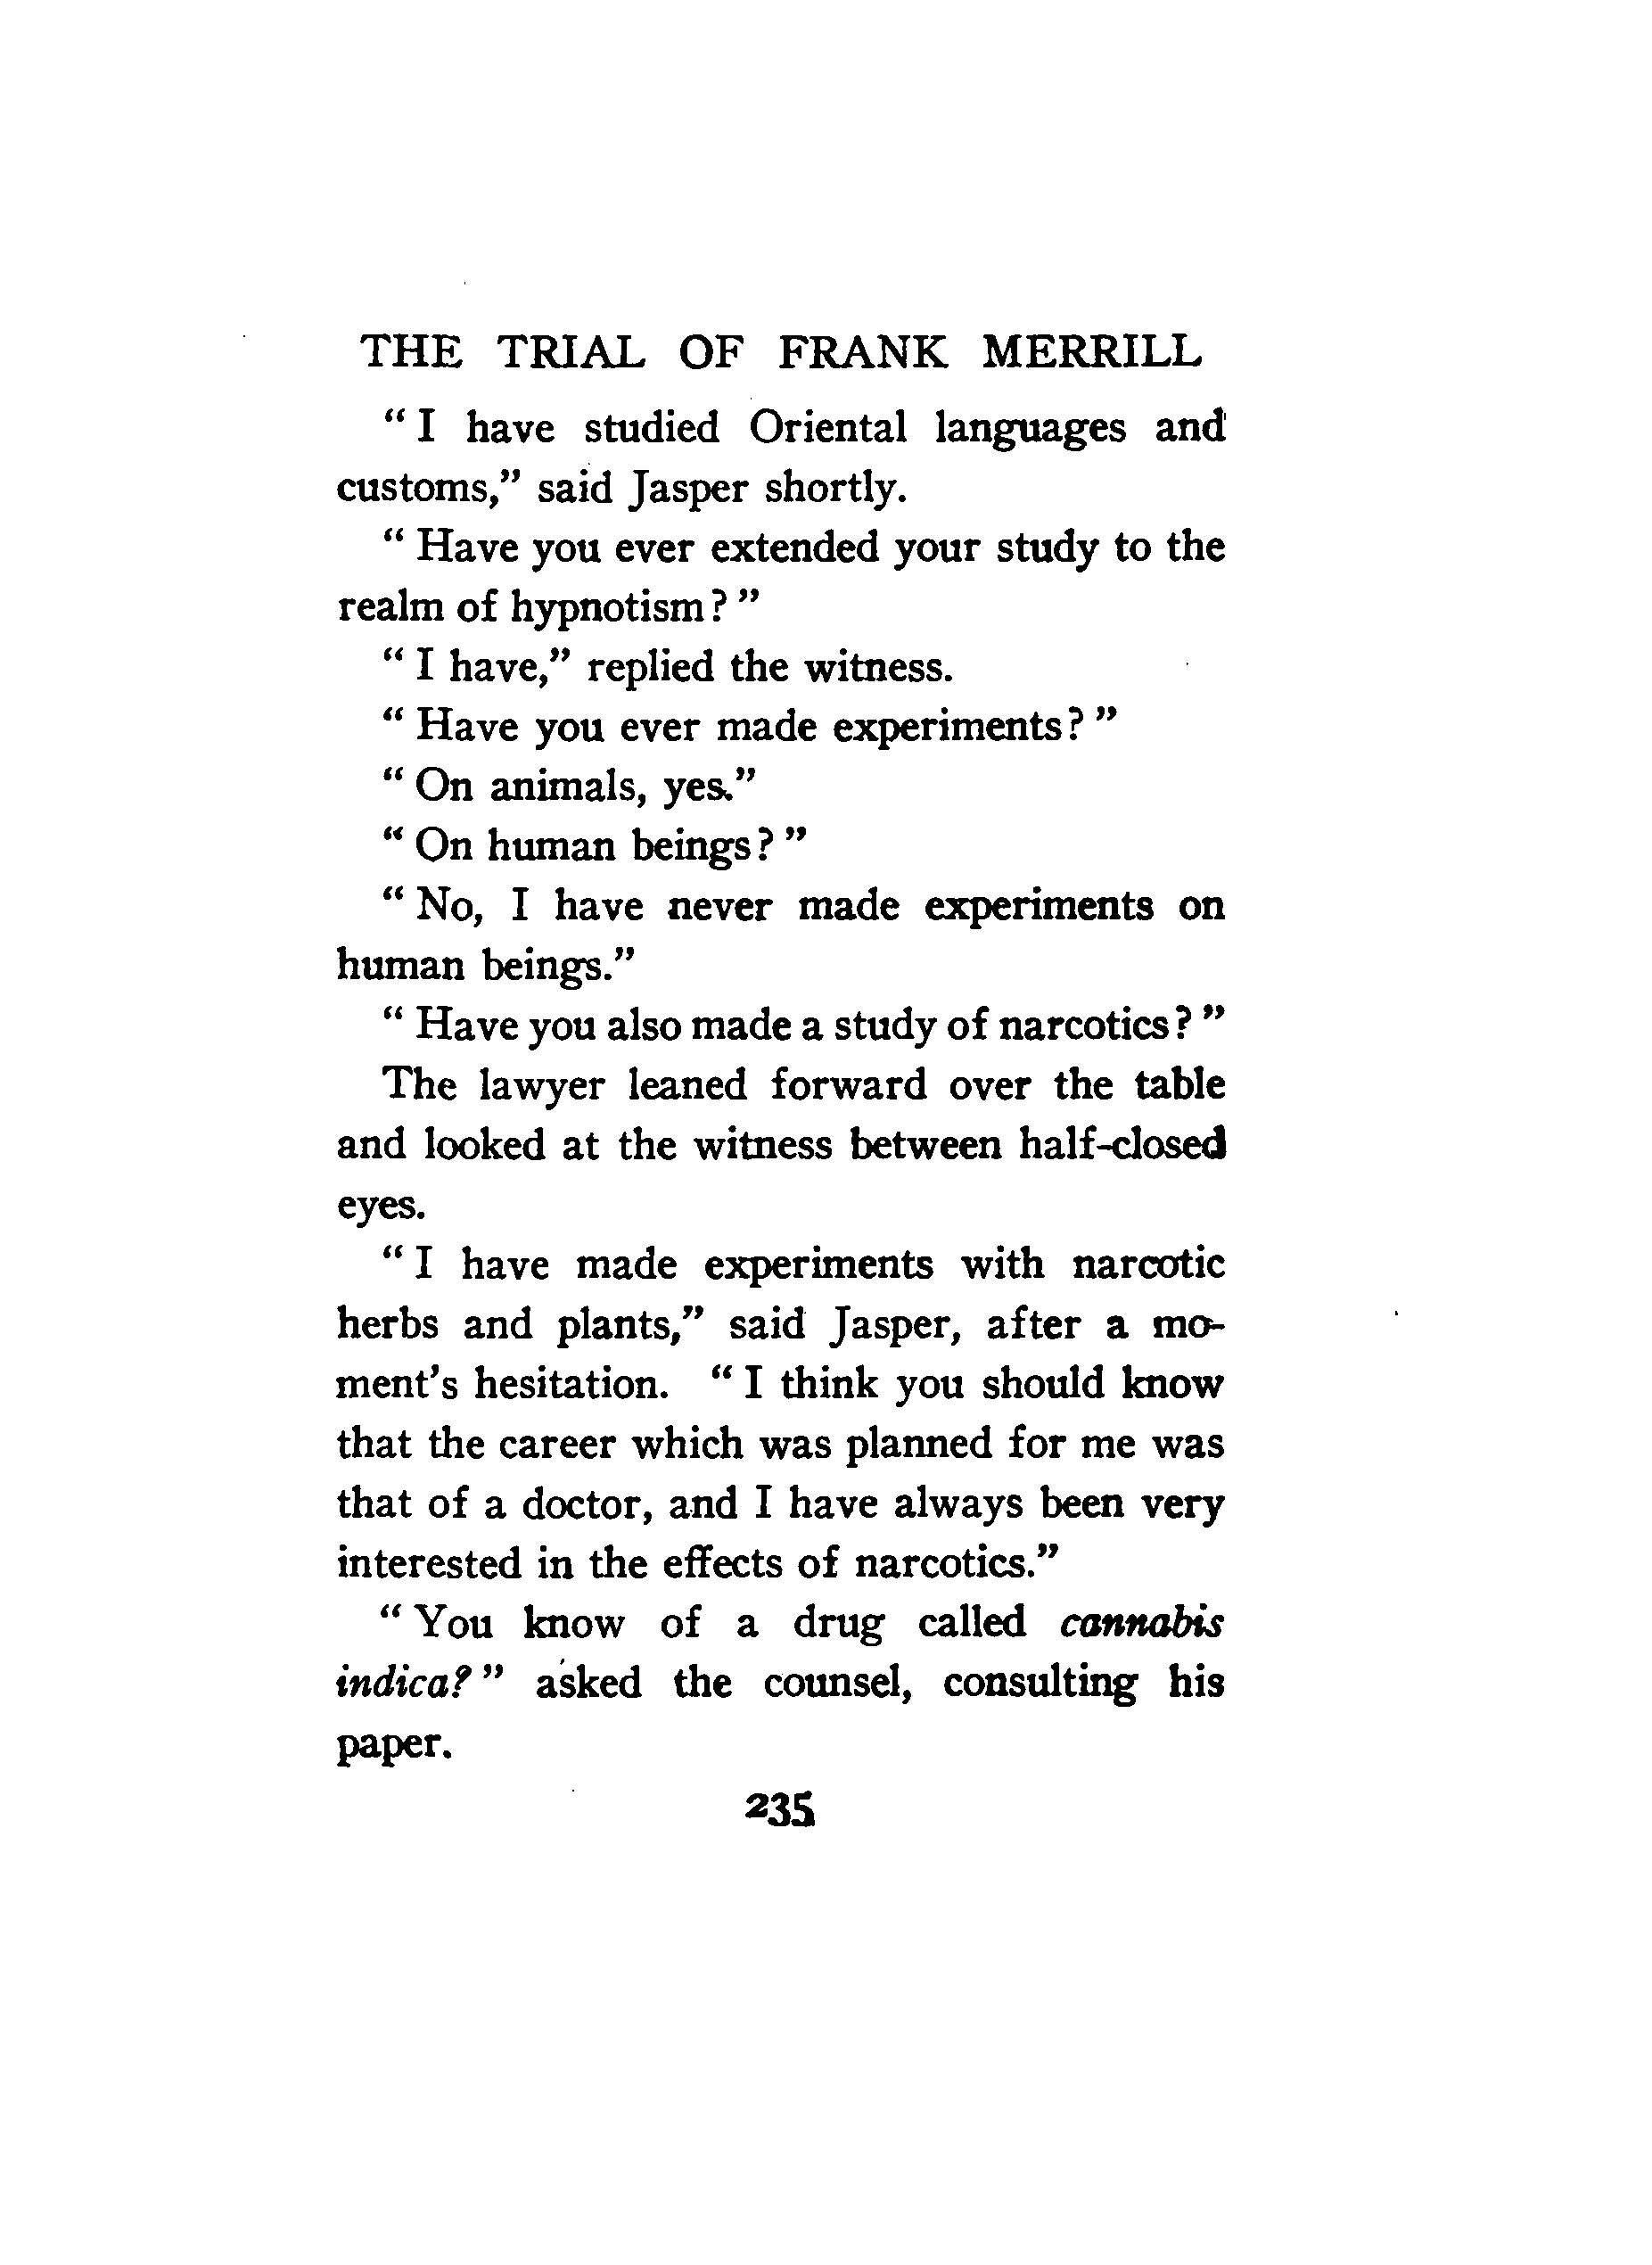 THE TRIAL OF FRANK MERRILL
“ I have studied Oriental languages and
customs,” said Jasper shortly.
“ Have you ever extended your study to the
realm of hypnotism? ”
“ I have,” replied the witness.
“ Have you ever made experiments? ”
“ On animals, yes.”
“ On human beings? ”
“ No, I have never made experiments on
human beings.”
“ Have you also made a study of narcotics? ”
The lawyer leaned forward over the table
and looked at the witness between half-closed
eyes.
“ I have made experiments with narcotic
herbs and plants,” said Jasper, after a mo-
ment's hesitation. “ I think you should know
that the career which was planned for me was
that of a doctor, and I have always been very
interested in the effects of narcotics.”
“ You know of a drug called cannabis
indica? ” asked the counsel, consulting his
paper.
235